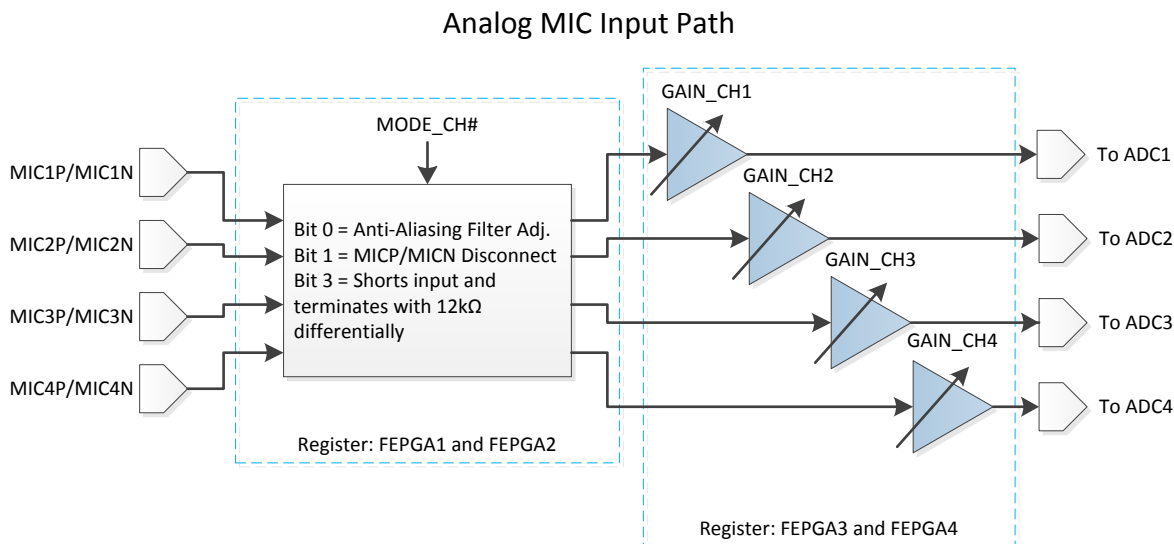 Analog MIC Input Path
MIC1P/MIC1N
MIC2P/MIC2N
MIC3P/MIC3N
MIC4P/MIC4N
MODE_CH#
Bit 0 = Anti-Aliasing Filter Adj.
Bit 1 = MICP/MICN Disconnect
Bit 3 = Shorts input and
terminates with 12kΩ
differentially
Register: FEPGA1 and FEPGA2
GAIN_CH1
GAIN_CH2
GAIN_CH3
GAIN_CH4
Register: FEPGA3 and FEPGA4
To ADC1
To ADC2
To ADC3
To ADC4